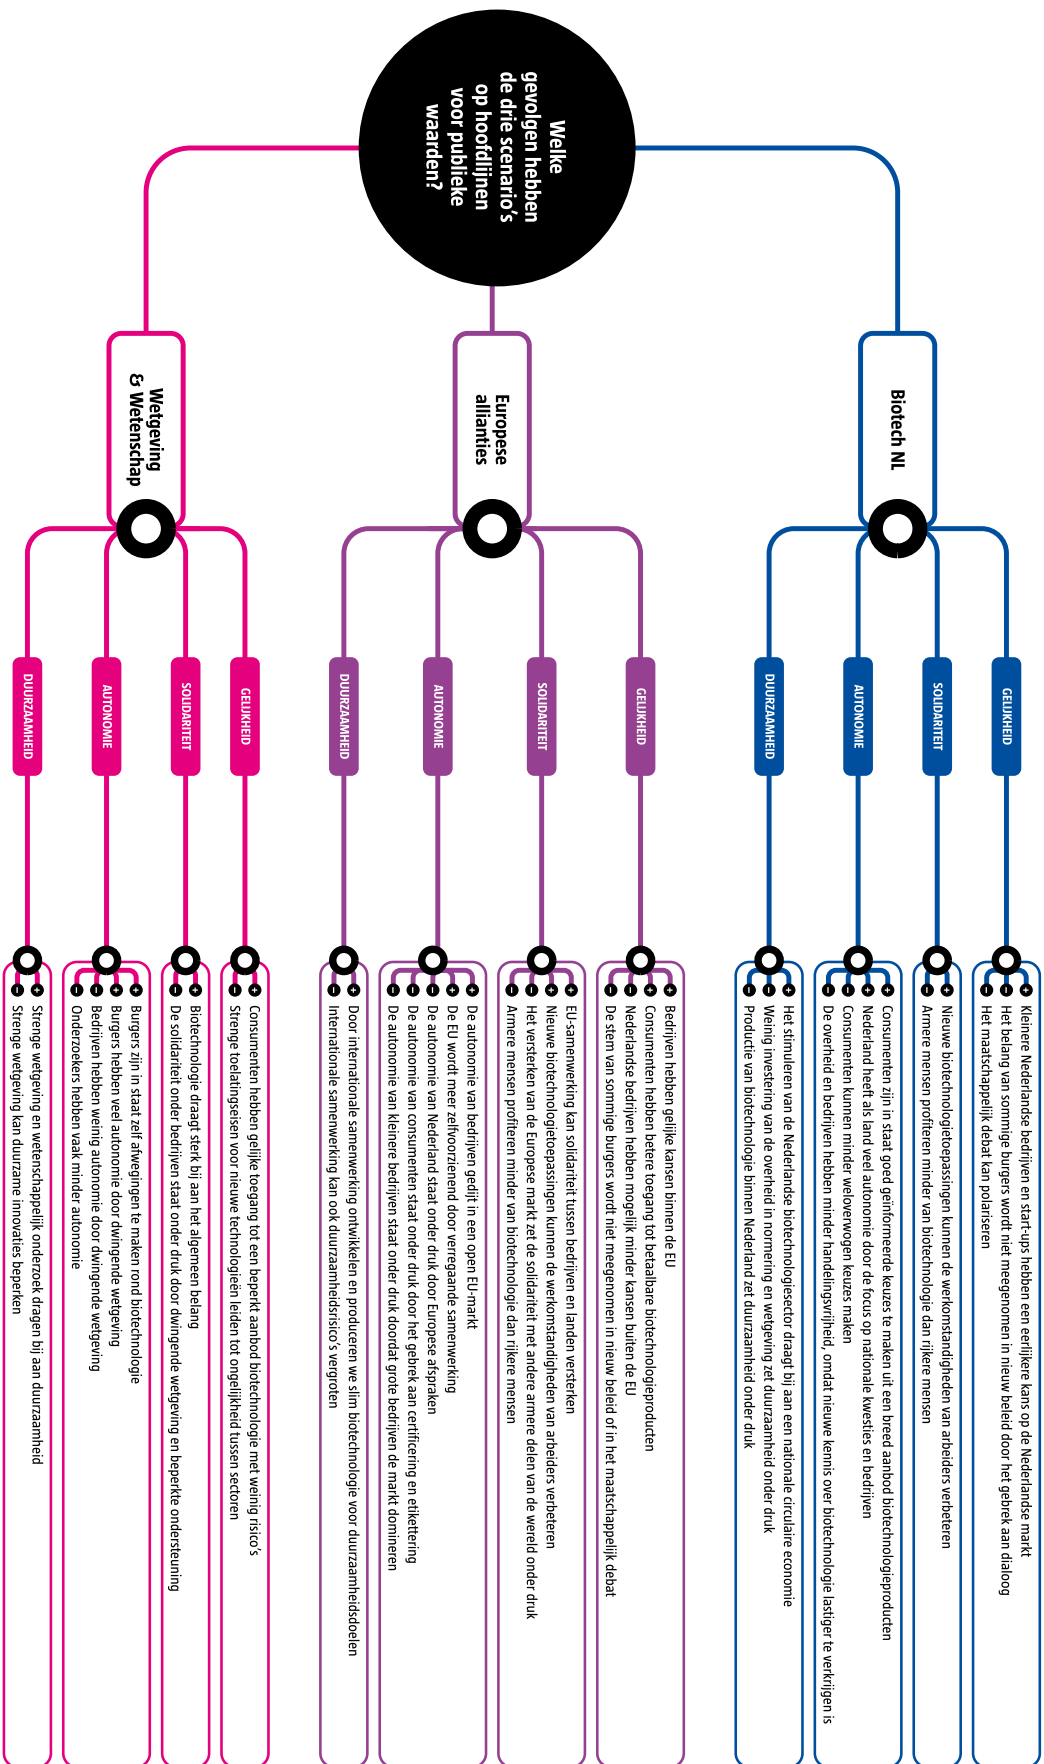 Welke
gevolgen hebben
de drie scenario's
op hoofdlijnen
voor publieke
waarden?
Biotech NL
GELIJKHEID
+ Kleinere Nederlandse bedrijven en start-ups hebben een eerlijkere kans op de Nederlandse markt
− Het belang van sommige burgers wordt niet meegenomen in nieuw beleid door het gebrek aan dialoog
− Het maatschappelijk debat kan polariseren
SOLIDARITEIT
+ Nieuwe biotechnologietoepassingen kunnen de werkomstandigheden van arbeiders verbeteren
− Armere mensen profiteren minder van biotechnologie dan rijkere mensen
AUTONOMIE
+ Consumenten zijn in staat goed geïnformeerde keuzes te maken uit een breed aanbod biotechnologieproducten
+ Nederland heeft als land veel autonomie door de focus op nationale kwesties en bedrijven
− Consumenten kunnen minder weloverwogen keuzes maken
− De overheid en bedrijven hebben minder handelingsvrijheid, omdat nieuwe kennis over biotechnologie lastiger te verkrijgen is
DUURZAAMHEID
+ Het stimuleren van de Nederlandse biotechnologiesector draagt bij aan een nationale circulaire economie
− Weinig investering van de overheid in normering en wetgeving zet duurzaamheid onder druk
− Productie van biotechnologie binnen Nederland zet duurzaamheid onder druk
Europese
allianties
GELIJKHEID
+ Bedrijven hebben gelijke kansen binnen de EU
+ Consumenten hebben betere toegang tot betaalbare biotechnologieproducten
− Nederlandse bedrijven hebben mogelijk minder kansen buiten de EU
− De stem van sommige burgers wordt niet meegenomen in nieuw beleid of in het maatschappelijk debat
SOLIDARITEIT
+ EU-samenwerking kan solidariteit tussen bedrijven en landen versterken
+ Nieuwe biotechnologietoepassingen kunnen de werkomstandigheden van arbeiders verbeteren
− Het versterken van de Europese markt zet de solidariteit met andere armere delen van de wereld onder druk
− Armere mensen profiteren minder van biotechnologie dan rijkere mensen
AUTONOMIE
+ De autonomie van bedrijven gedijt in een open EU-markt
+ De EU wordt meer zelfvoorzienend door verregaande samenwerking
− De autonomie van Nederland staat onder druk door Europese afspraken
− De autonomie van consumenten staat onder druk door het gebrek aan certificering en etikettering
− De autonomie van kleinere bedrijven staat onder druk doordat grote bedrijven de markt domineren
DUURZAAMHEID
+ Door internationale samenwerking ontwikkelen en produceren we slim biotechnologie voor duurzaamheidsdoelen
− Internationale samenwerking kan ook duurzaamheidsrisico's vergroten
Wetgeving
& Wetenschap
GELIJKHEID
+ Consumenten hebben gelijke toegang tot een beperkt aanbod biotechnologie met weinig risico's
− Strenge toelatingseisen voor nieuwe technologieën leiden tot ongelijkheid tussen sectoren
SOLIDARITEIT
+ Biotechnologie draagt sterk bij aan het algemeen belang
− De solidariteit onder bedrijven staat onder druk door dwingende wetgeving en beperkte ondersteuning
AUTONOMIE
+ Burgers zijn in staat zelf afwegingen te maken rond biotechnologie
+ Burgers hebben veel autonomie door dwingende wetgeving
− Bedrijven hebben weinig autonomie door dwingende wetgeving
− Onderzoekers hebben vaak minder autonomie
DUURZAAMHEID
+ Strenge wetgeving en wetenschappelijk onderzoek dragen bij aan duurzaamheid
− Strenge wetgeving kan duurzame innovaties beperken